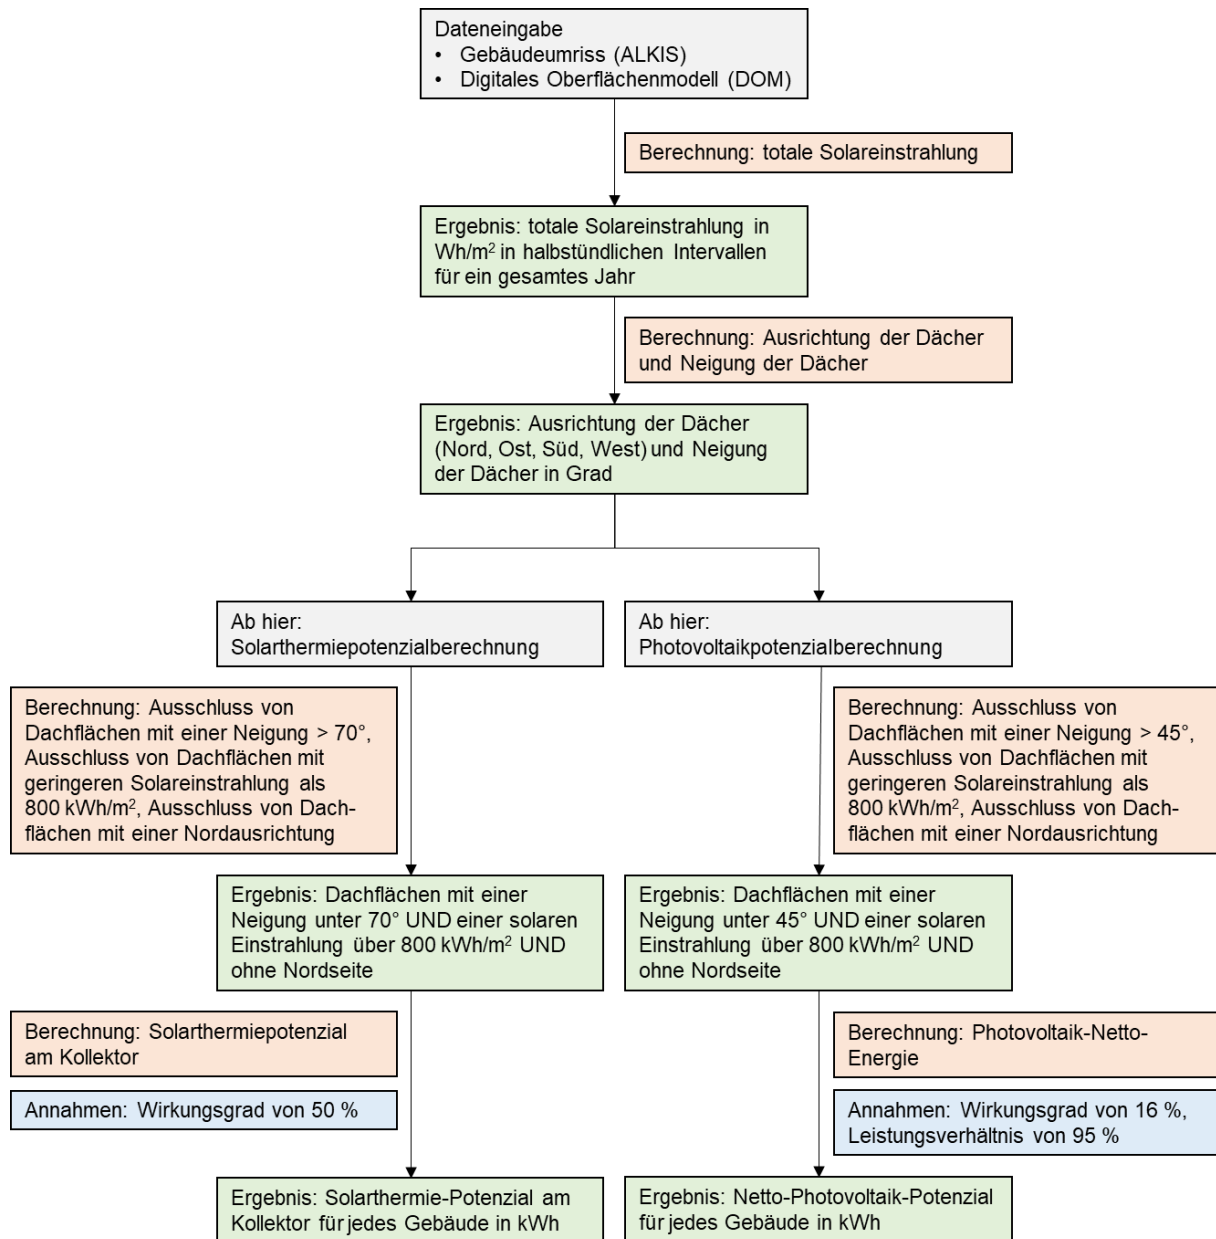 Dateneingabe
• Gebäudeumriss (ALKIS)
• Digitales Oberflächenmodell (DOM)
Berechnung: totale Solareinstrahlung
Ergebnis: totale Solareinstrahlung in
Wh/m² in halbstündlichen Intervallen
für ein gesamtes Jahr
Berechnung: Ausrichtung der Dächer
und Neigung der Dächer
Ergebnis: Ausrichtung der Dächer
(Nord, Ost, Süd, West) und Neigung
der Dächer in Grad
Ab hier:
Solarthermiepotenzialberechnung
Ab hier:
Photovoltaikpotenzialberechnung
Berechnung: Ausschluss von
Dachflächen mit einer Neigung > 70°,
Ausschluss von Dachflächen mit
geringeren Solareinstrahlung als
800 kWh/m², Ausschluss von Dach-
flächen mit einer Nordausrichtung
Berechnung: Ausschluss von
Dachflächen mit einer Neigung > 45°,
Ausschluss von Dachflächen mit
geringeren Solareinstrahlung als
800 kWh/m², Ausschluss von Dach-
flächen mit einer Nordausrichtung
Ergebnis: Dachflächen mit einer
Neigung unter 70° UND einer solaren
Einstrahlung über 800 kWh/m² UND
ohne Nordseite
Ergebnis: Dachflächen mit einer
Neigung unter 45° UND einer solaren
Einstrahlung über 800 kWh/m² UND
ohne Nordseite
Berechnung: Solarthermiepotenzial
am Kollektor
Annahmen: Wirkungsgrad von 50 %
Berechnung: Photovoltaik-Netto-
Energie
Annahmen: Wirkungsgrad von 16 %,
Leistungsverhältnis von 95 %
Ergebnis: Solarthermie-Potenzial am
Kollektor für jedes Gebäude in kWh
Ergebnis: Netto-Photovoltaik-Potenzial
für jedes Gebäude in kWh